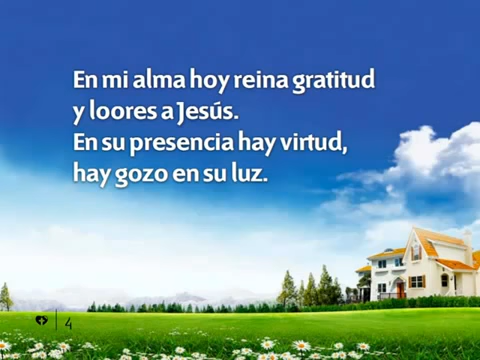 En mi alma hoy reina gratitud
y loores a Jesús.
En su presencia hay virtud,
hay gozo en su luz.
4